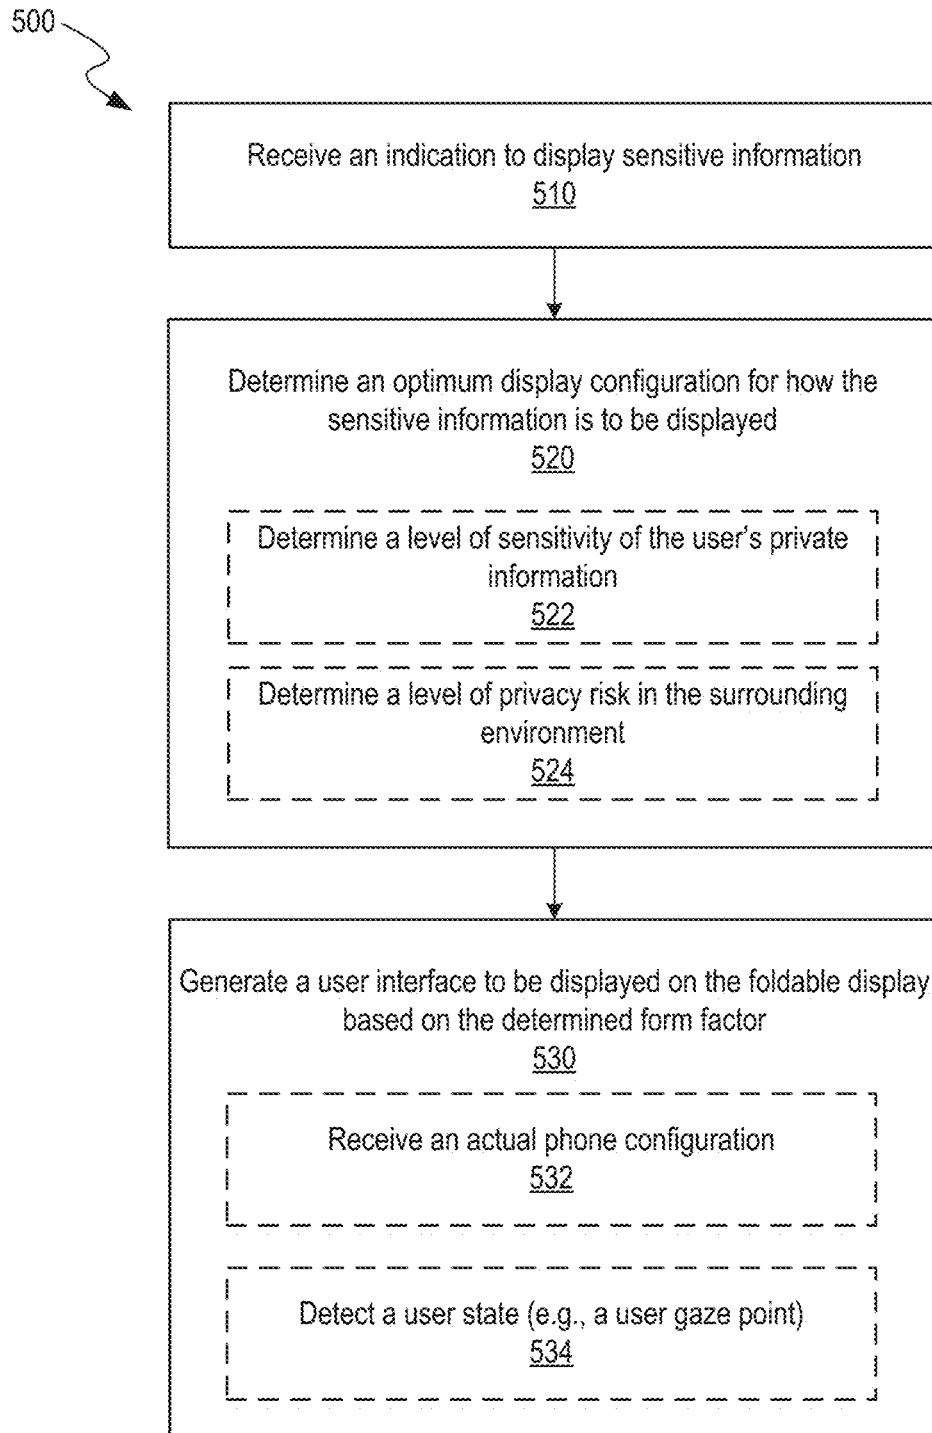 500
Receive an indication to display sensitive information
510
Determine an optimum display configuration for how the
sensitive information is to be displayed
520
Determine a level of sensitivity of the user's private
information
522
Determine a level of privacy risk in the surrounding
environment
524
Generate a user interface to be displayed on the foldable display
based on the determined form factor
530
Receive an actual phone configuration
532
Detect a user state (e.g., a user gaze point)
534